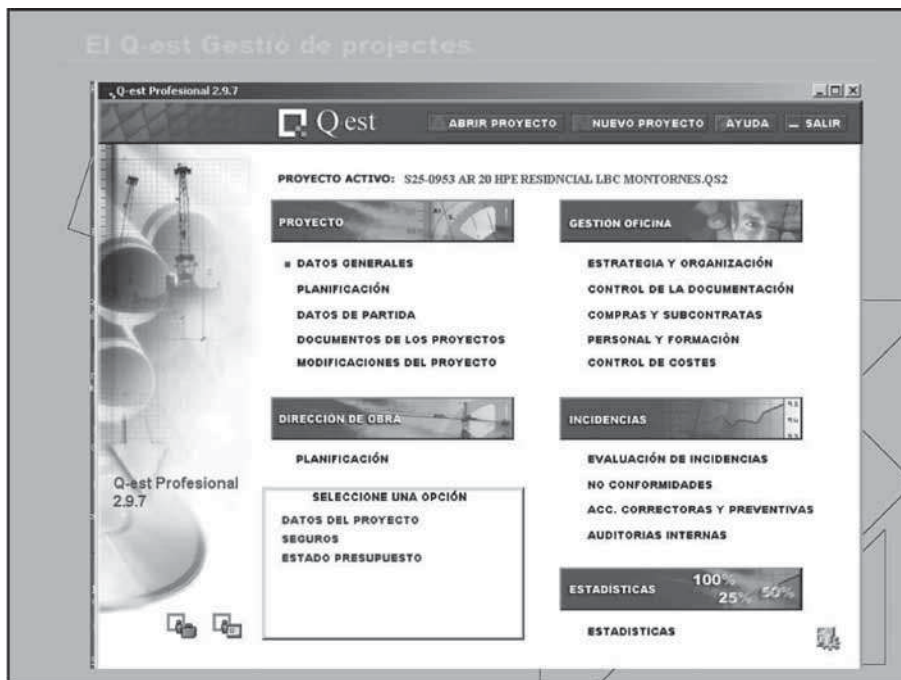 El Q-est Gestio de projectes
Q-est Profesional 2.9.7
Q est
ABRIR PROYECTO
NUEVO PROYECTO
AYUDA
SALIR
PROYECTO ACTIVO: S25-0953 AR 20 HPE RESIDNCIAL LBC MONTORNES.QS2
PROYECTO
DATOS GENERALES
PLANIFICACIÓN
DATOS DE PARTIDA
DOCUMENTOS DE LOS PROYECTOS
MODIFICACIONES DEL PROYECTO
GESTION OFICINA
ESTRATEGIA Y ORGANIZACIÓN
CONTROL DE LA DOCUMENTACIÓN
COMPRAS Y SUBCONTRATAS
PERSONAL Y FORMACIÓN
CONTROL DE COSTES
DIRECCIÓN DE OBRA
PLANIFICACIÓN
INCIDENCIAS
EVALUACIÓN DE INCIDENCIAS
NO CONFORMIDADES
ACC. CORRECTORAS Y PREVENTIVAS
AUDITORIAS INTERNAS
Q-est Profesional
2.9.7
SELECCIONE UNA OPCIÓN
DATOS DEL PROYECTO
SEGUROS
ESTADO PRESUPUESTO
ESTADISTICAS
100%
25%
50%
ESTADISTICAS